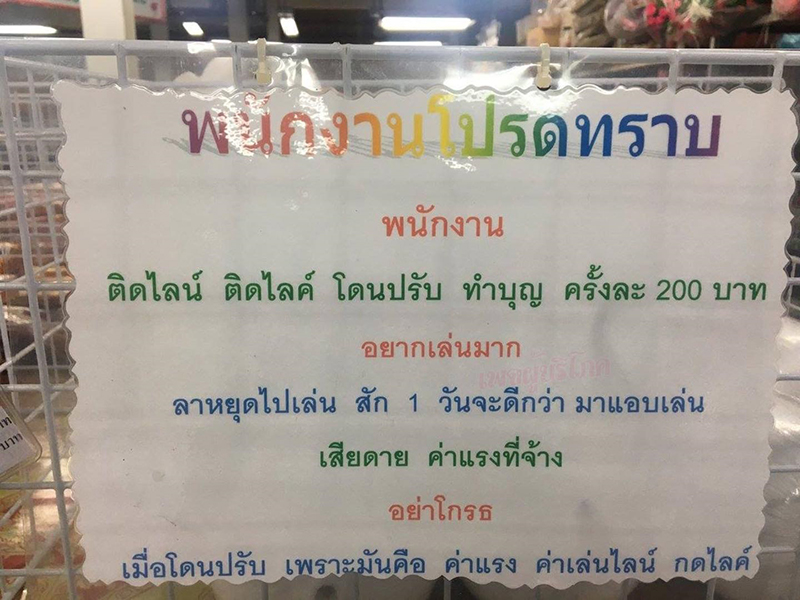 พนักงานโปรดทราบ
พนักงาน
ติดไลน์ ติดไลค์ โดนปรับ ทำบุญ ครั้งละ 200 บาท
อยากเล่นมาก
ลาหยุดไปเล่น สัก 1 วันจะดีกว่า มาแอบเล่น
เสียดาย ค่าแรงที่จ้าง
อย่าโกรธ
เมื่อโดนปรับ เพราะมันคือ ค่าแรง ค่าเล่นไลน์ กดไลค์
บาท